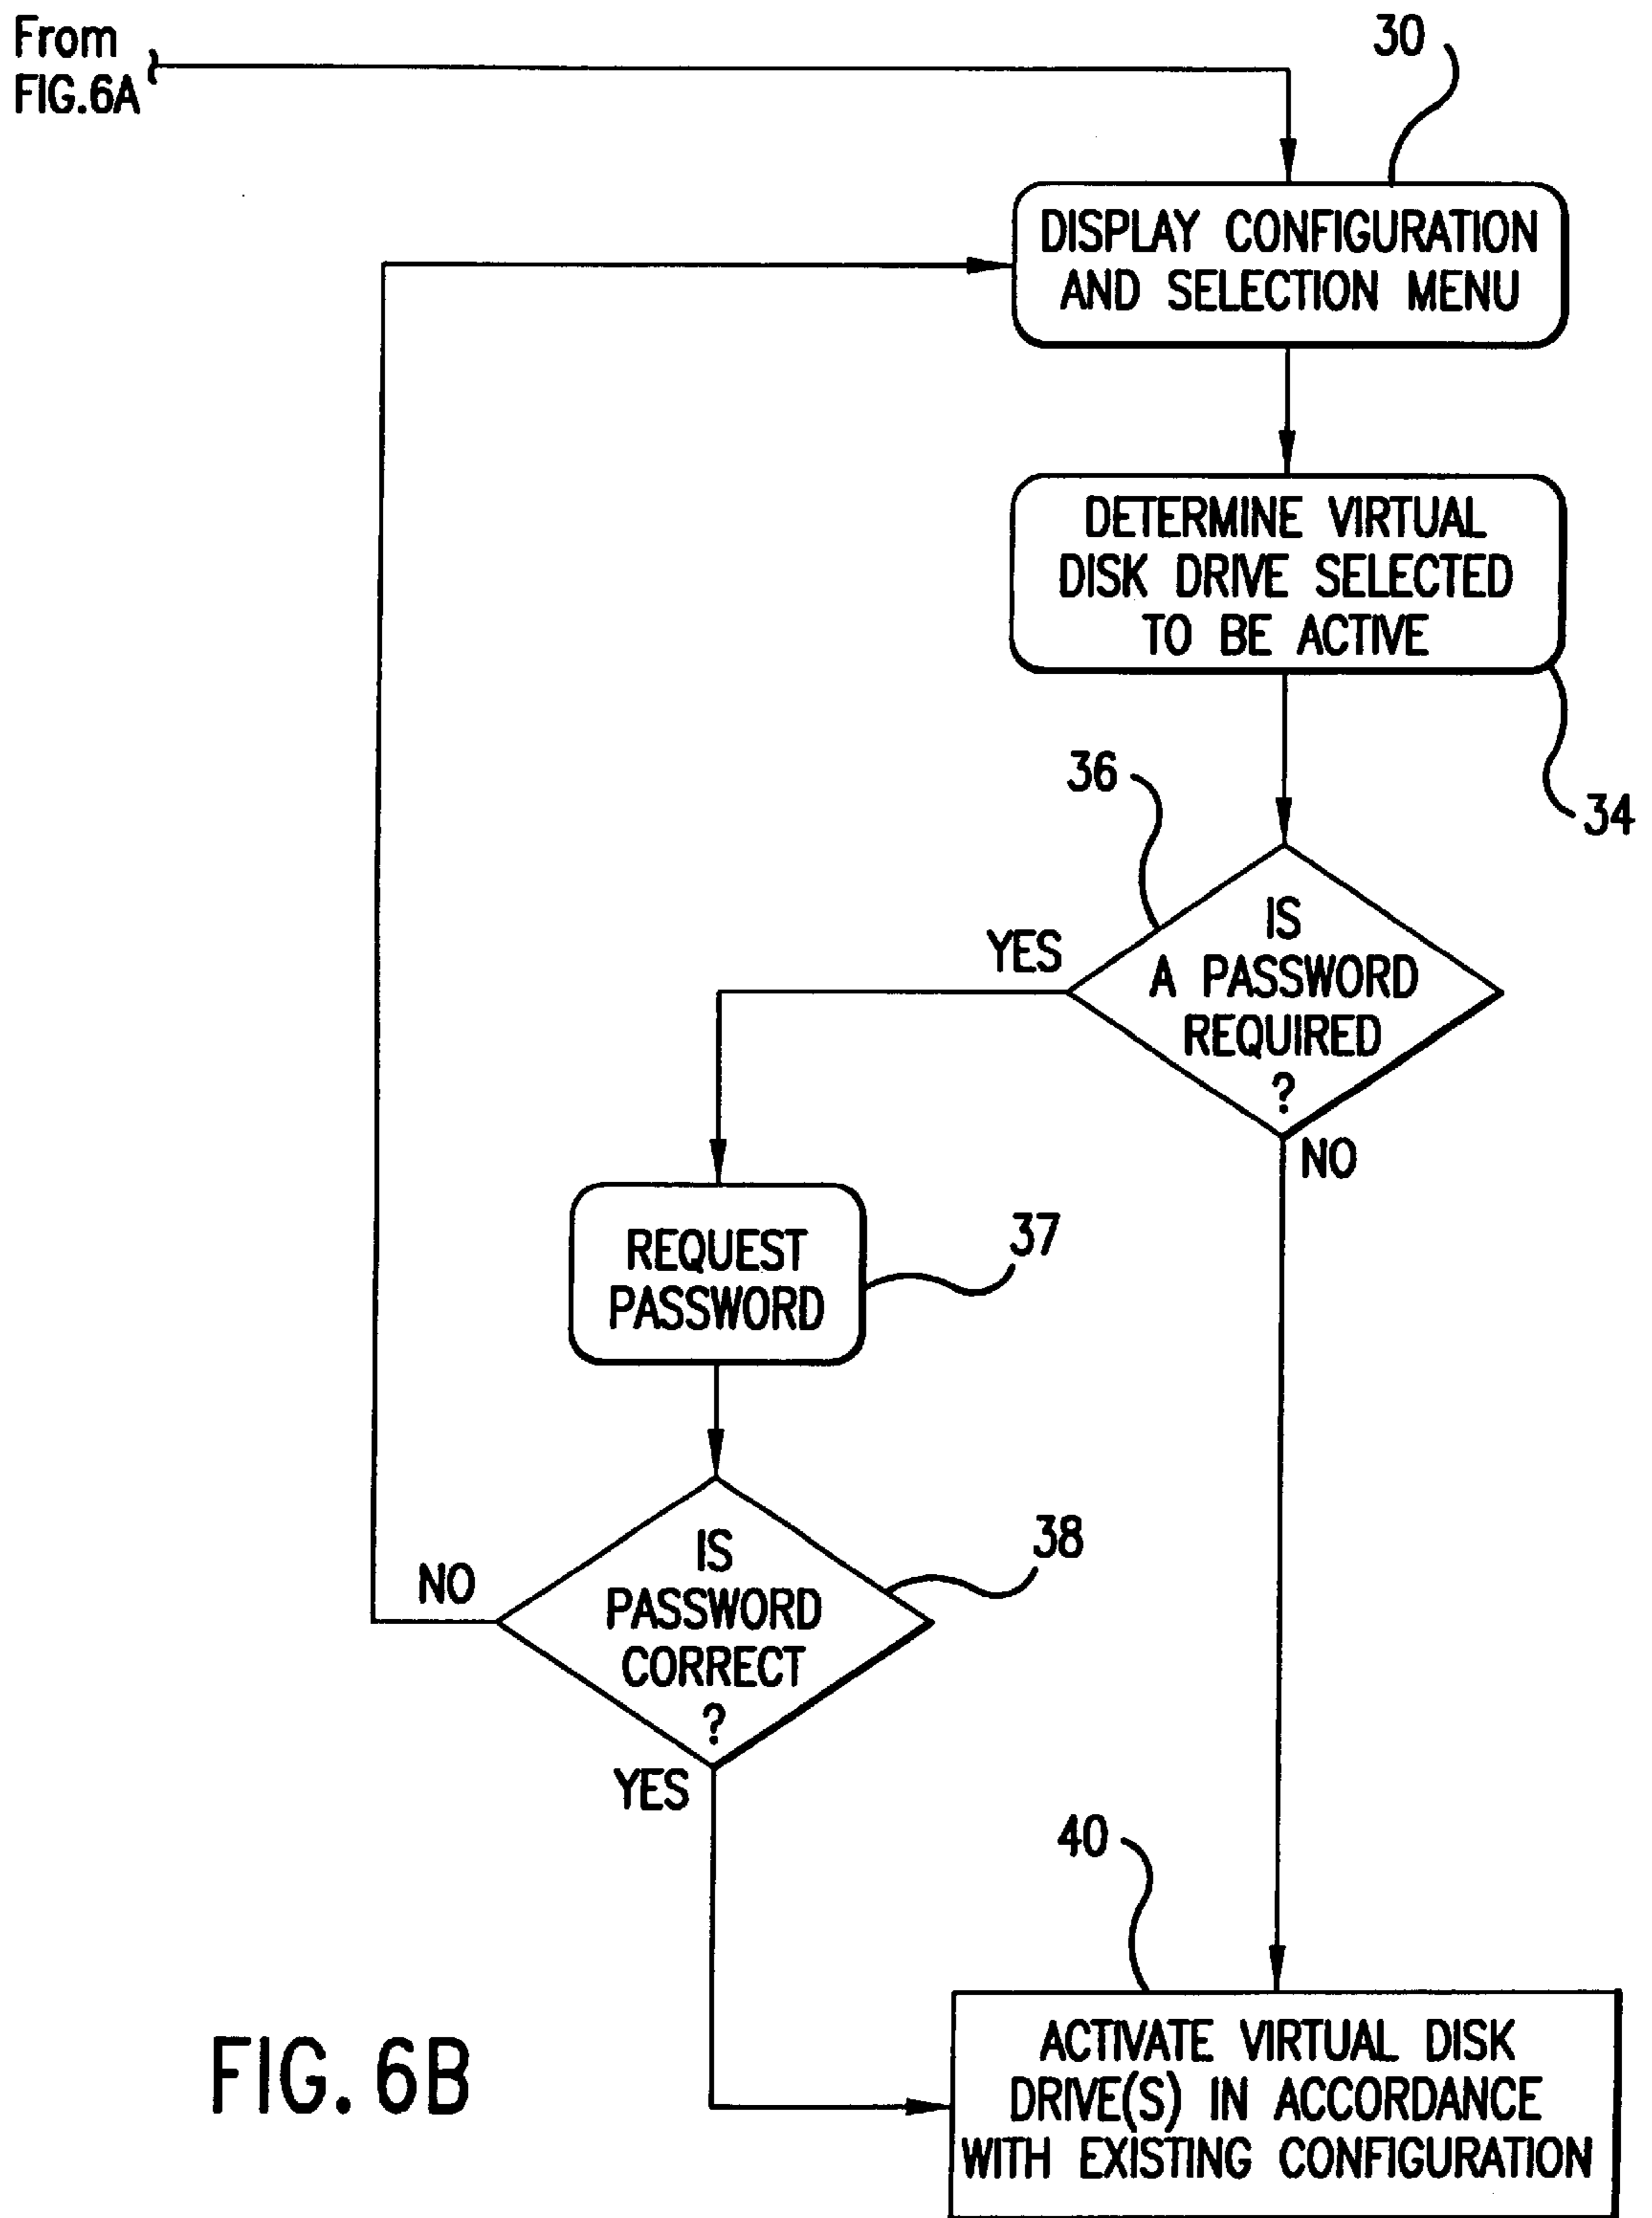 From
FIG.6A
30
DISPLAY CONFIGURATION
AND SELECTION MENU
DETERMINE VIRTUAL
DISK DRIVE SELECTED
TO BE ACTIVE
34
36
IS
A PASSWORD
REQUIRED
?
YES
NO
REQUEST
PASSWORD
37
IS
PASSWORD
CORRECT
?
38
NO
YES
40
ACTIVATE VIRTUAL DISK
DRIVE(S) IN ACCORDANCE
WITH EXISTING CONFIGURATION
FIG. 6B